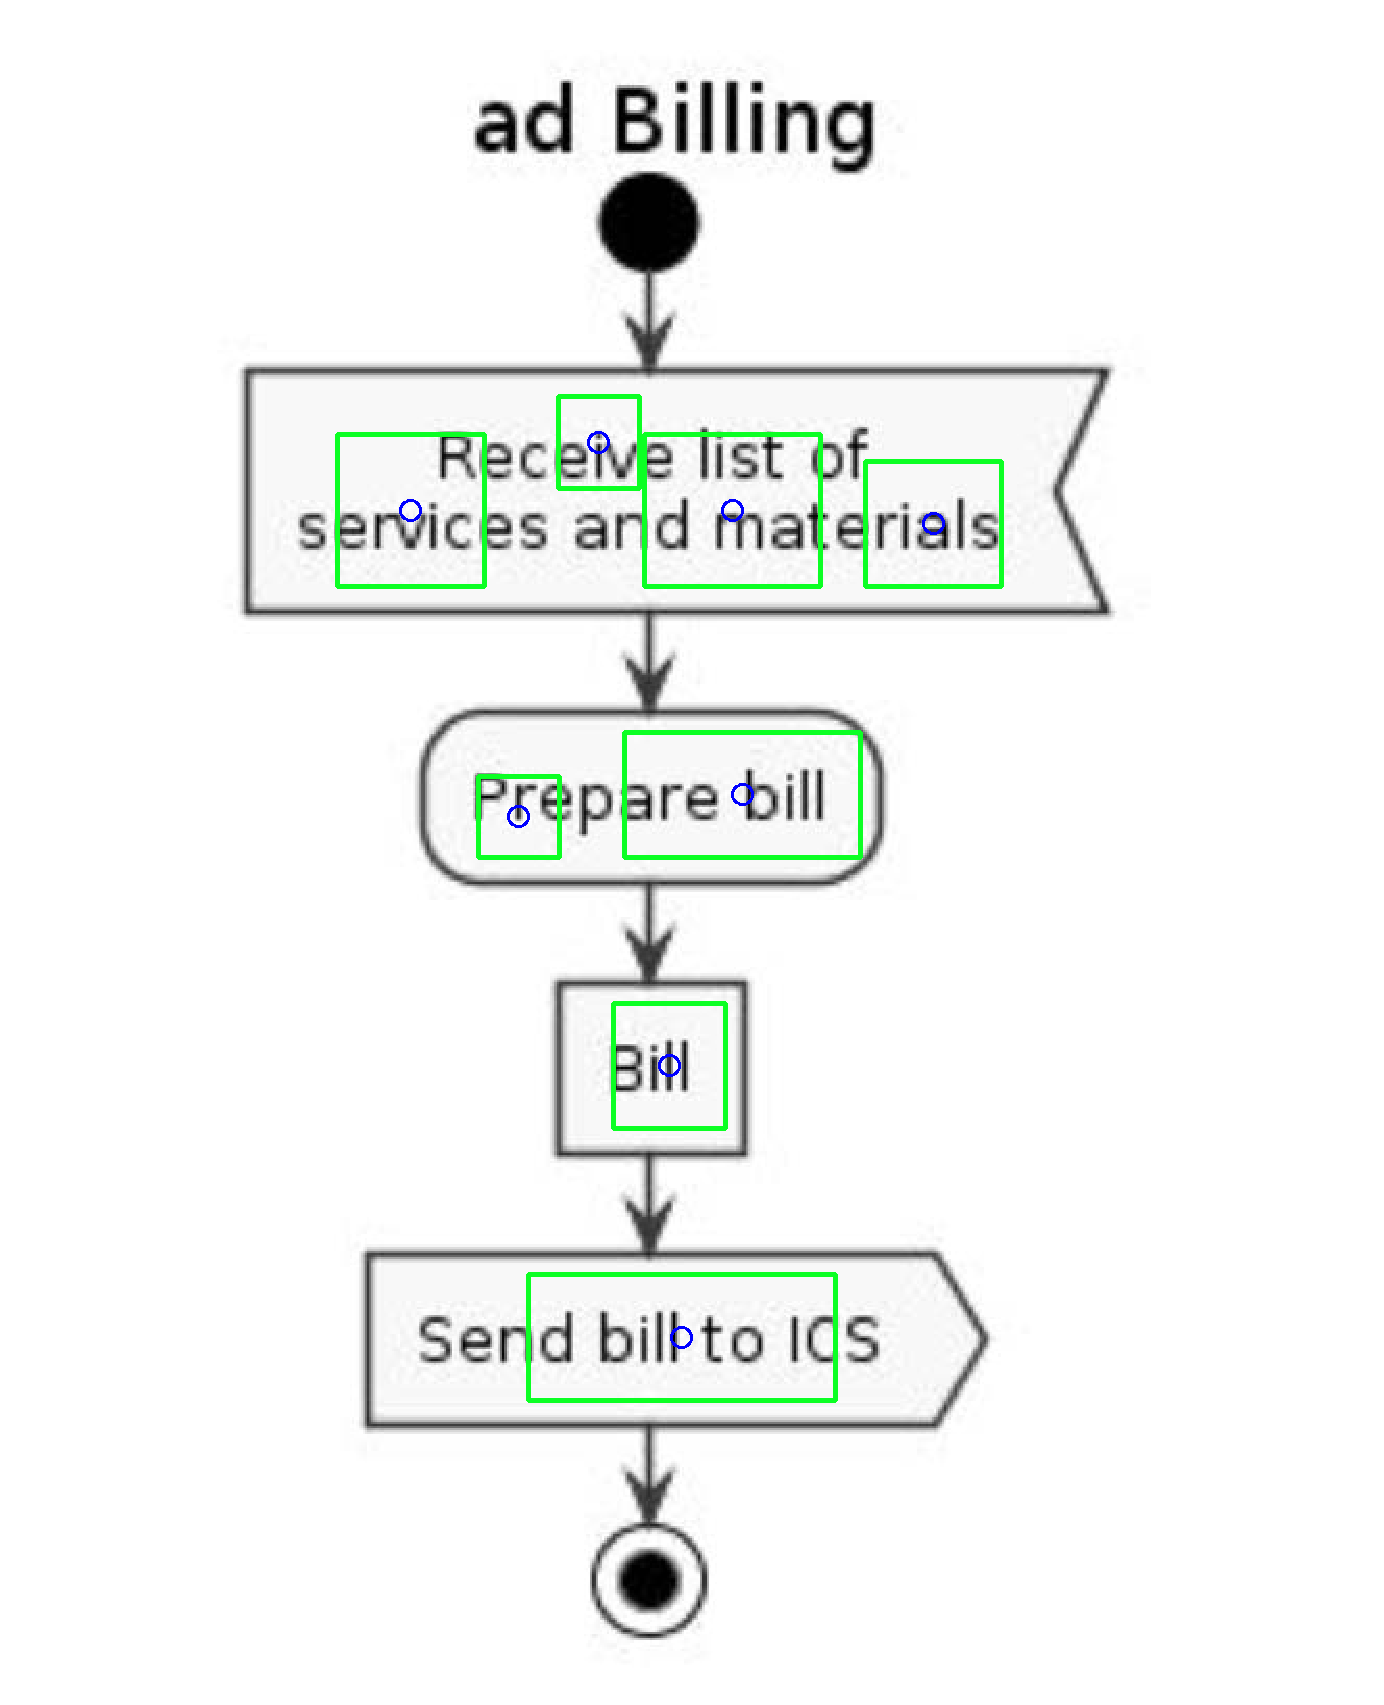 ad Billing
Receive list of
services and materials
Prepare bill
Bill
Send bill to ICS